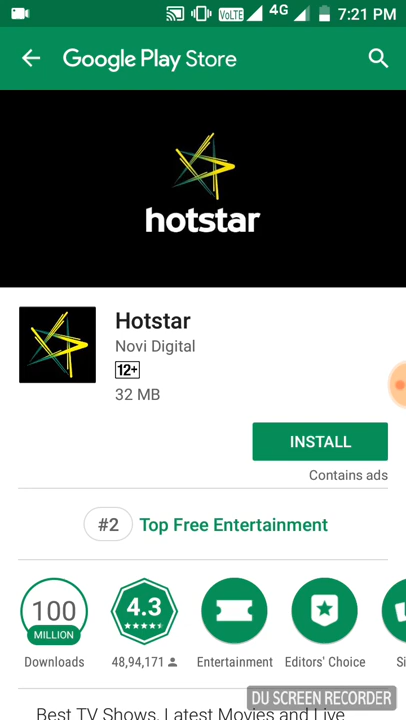 VoLTE 4G 7:21 PM
Google Play Store
hotstar
Hotstar
Novi Digital
12+
32 MB
INSTALL
Contains ads
#2 Top Free Entertainment
100
MILLION
4.3
Downloads 48,94,171 Entertainment Editors' Choice Si
DU SCREEN RECORDER
Best TV Shows, Latest Movies and Live